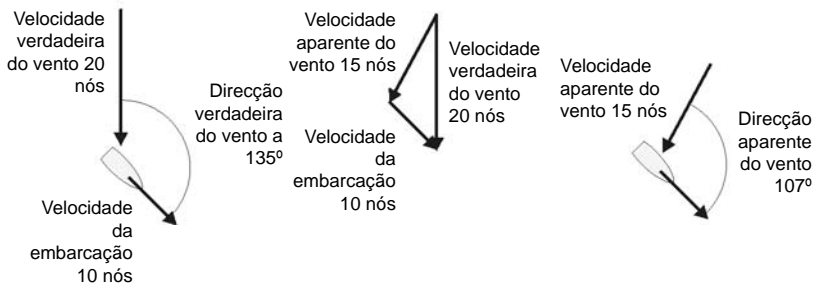 Velocidade
verdadeira
do vento 20
nós
Direcção
verdadeira
do vento a
135º
Velocidade
da
embarcação
10 nós
Velocidade
aparente do
vento 15 nós
Velocidade
verdadeira
do vento
20 nós
Velocidade
da
embarcação
10 nós
Velocidade
aparente do
vento 15 nós
Direcção
aparente
do vento
107º